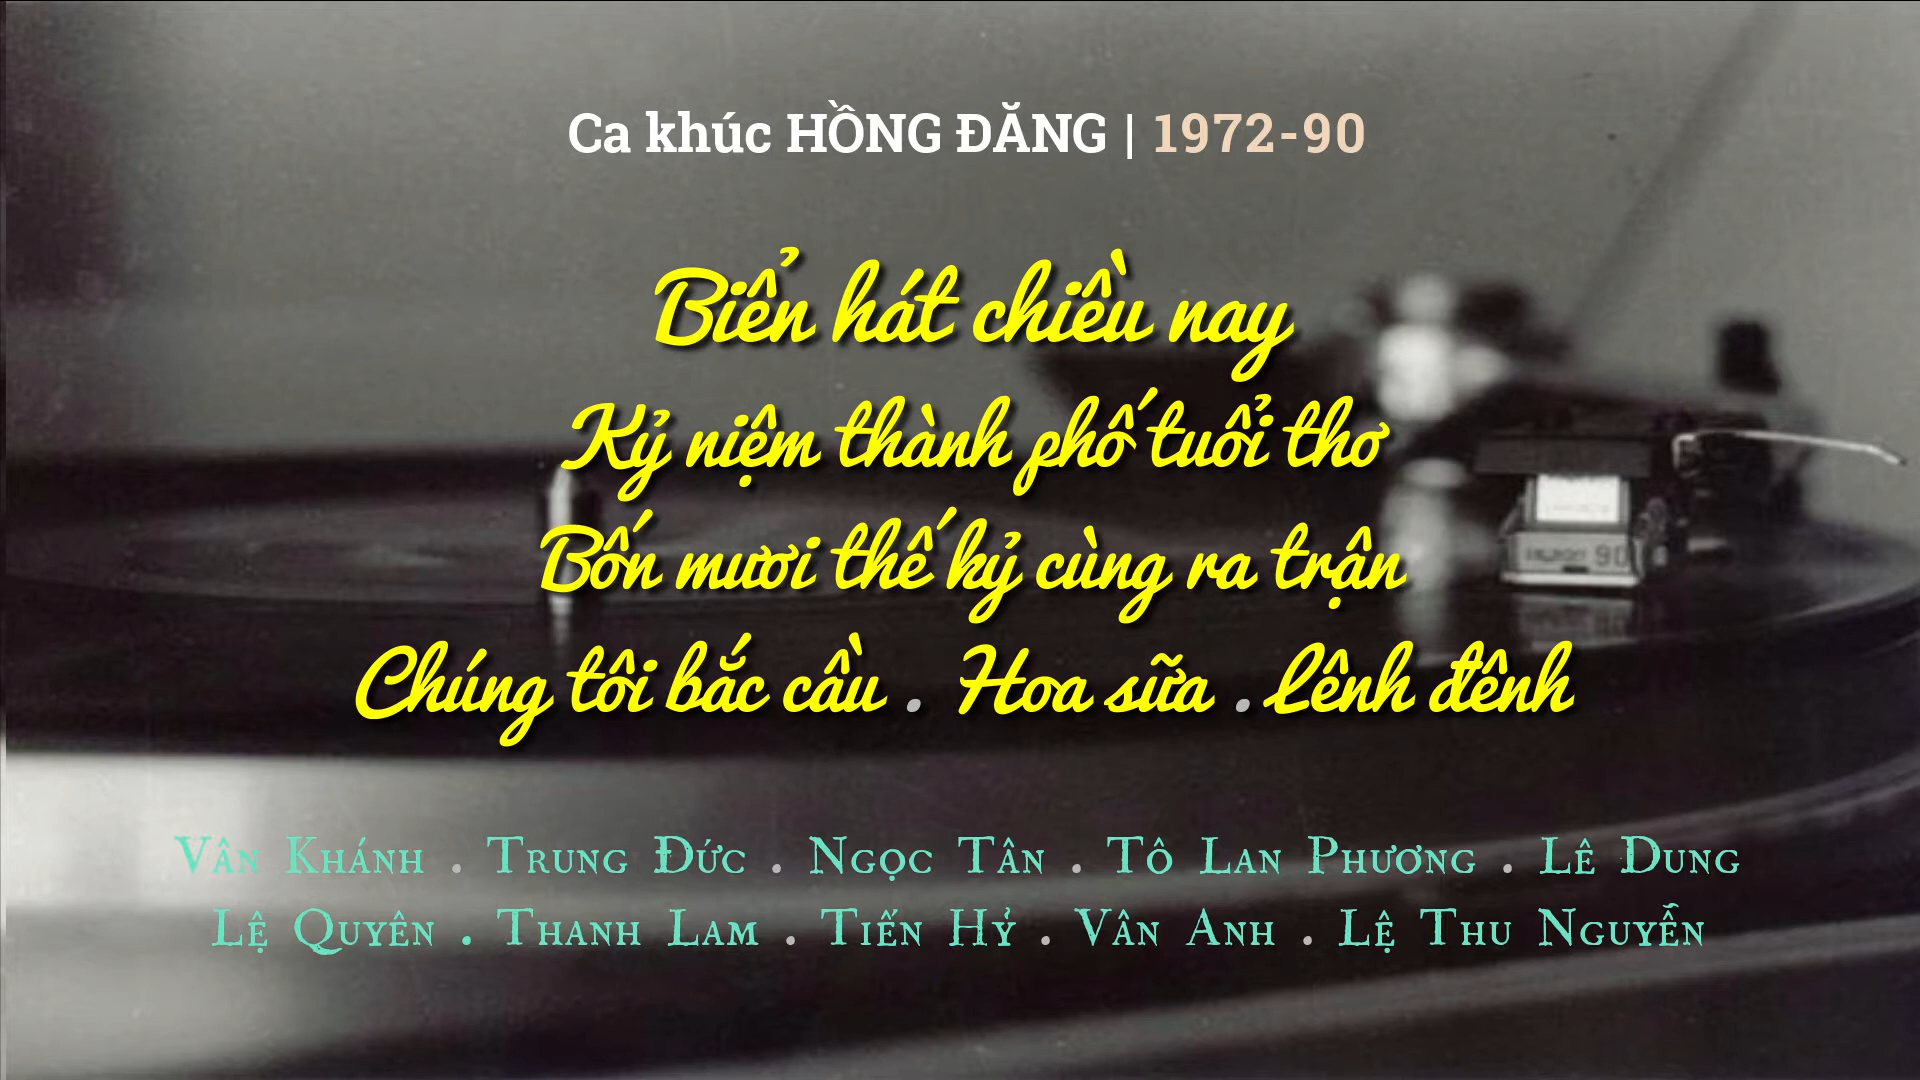 Ca khúc HỒNG ĐĂNG | 1972-90
Biển hát chiều nay
Kỷ niệm thành phố tuổi thơ
Bốn mươi thế kỷ cùng ra trận
Chúng tôi bắc cầu . Hoa sữa . Lênh đênh
90
Vân Khánh . Trung Đức . Ngọc Tân . Tô Lan Phương . Lê Dung
Lệ Quyên . Thanh Lam . Tiến Hỷ . Vân Anh . Lệ Thu Nguyễn